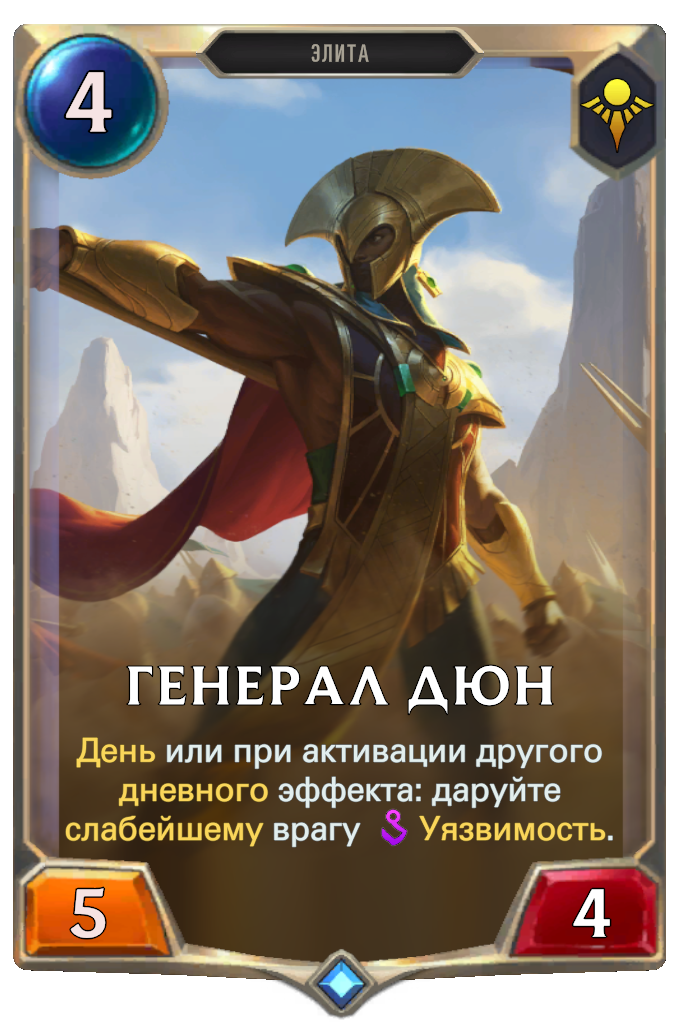 ЭЛИТА
4
ГЕНЕРАЛ ДЮН
День или при активации другого
дневного эффекта: даруйте
слабейшему врагу Уязвимость.
5
4